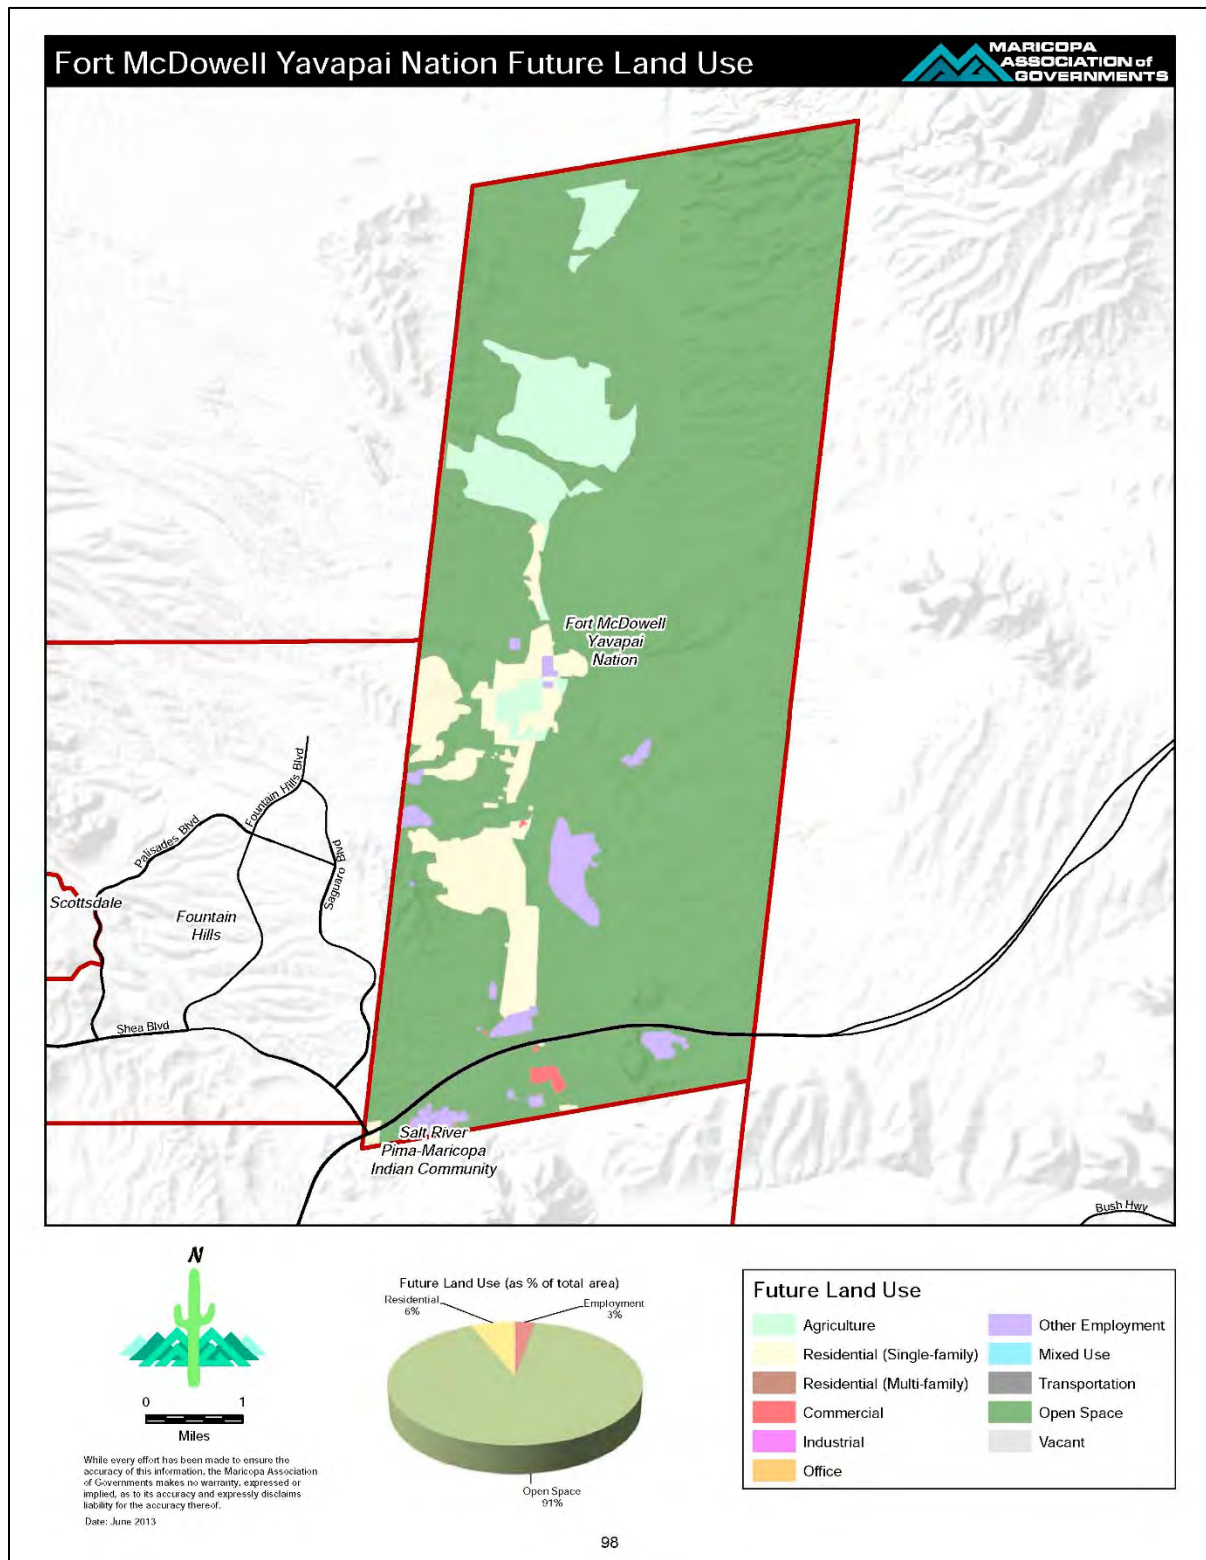 Fort McDowell Yavapai Nation Future Land Use
MARICOPA
ASSOCIATION of
GOVERNMENTS
Fort McDowell
Yavapai
Nation
Fountain Hills Blvd
Palisades Blvd
Saguaro Blvd
Scottsdale
Fountain
Hills
Shea Blvd
Salt River
Pima-Maricopa
Indian Community
Bush Hwy
N
0 1
Miles
While every effort has been made to ensure the
accuracy of this information, the Maricopa Association
of Governments makes no warranty, expressed or
implied, as to its accuracy and expressly disclaims
liability for the accuracy thereof.
Date: June 2013
Future Land Use (as % of total area)
Residential
6%
Employment
3%
Open Space
91%
Future Land Use
Agriculture
Residential (Single-family)
Residential (Multi-family)
Commercial
Industrial
Office
Other Employment
Mixed Use
Transportation
Open Space
Vacant
98